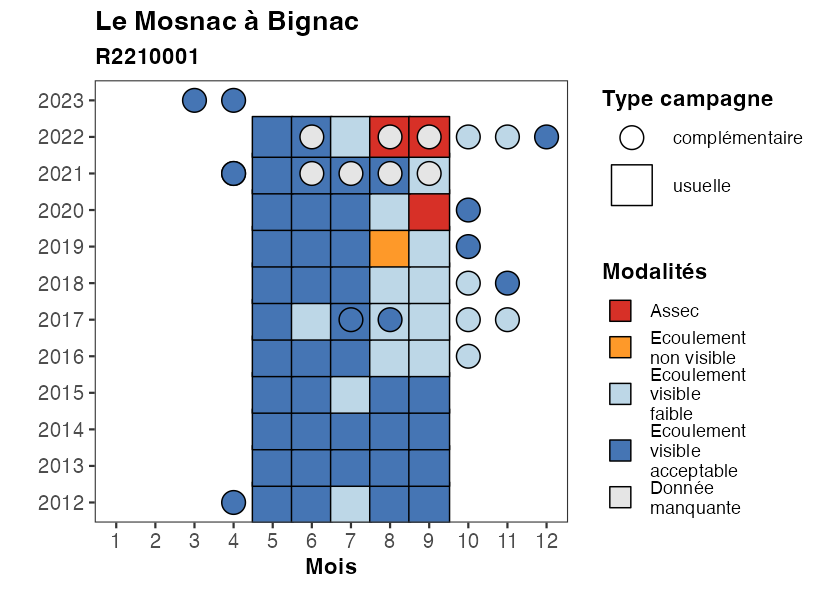 Le Mosnac à Bignac
R2210001
2023
2022
2021
2020
2019
2018
2017
2016
2015
2014
2013
2012
1 2 3 4 5 6 7 8 9 10 11 12
Mois
Type campagne
complémentaire
usuelle
Modalités
Assec
Ecoulement
non visible
Ecoulement
visible
faible
Ecoulement
visible
acceptable
Donnée
manquante